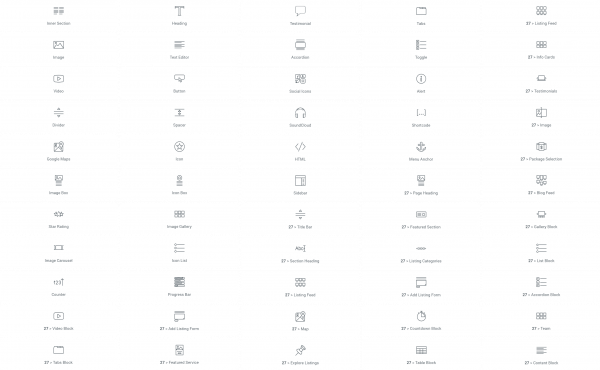 Inner Section
Heading
Testimonial
Tabs
27 > Listing Feed
Image
Text Editor
Accordion
Toggle
27 > Info Cards
Video
Button
Social Icons
Alert
27 > Testimonials
Divider
Spacer
SoundCloud
Shortcode
27 > Image
Google Maps
Icon
HTML
Menu Anchor
27 > Package Selection
Image Box
Icon Box
Sidebar
27 > Page Heading
27 > Blog Feed
Star Rating
Image Gallery
27 > Title Bar
27 > Featured Section
27 > Gallery Block
Image Carousel
Icon List
27 > Section Heading
27 > Listing Categories
27 > List Block
Counter
Progress Bar
27 > Listing Feed
27 > Add Listing Form
27 > Accordion Block
27 > Video Block
27 > Add Listing Form
27 > Map
27 > Countdown Block
27 > Team
27 > Tabs Block
27 > Featured Service
27 > Explore Listings
27 > Table Block
27 > Content Block